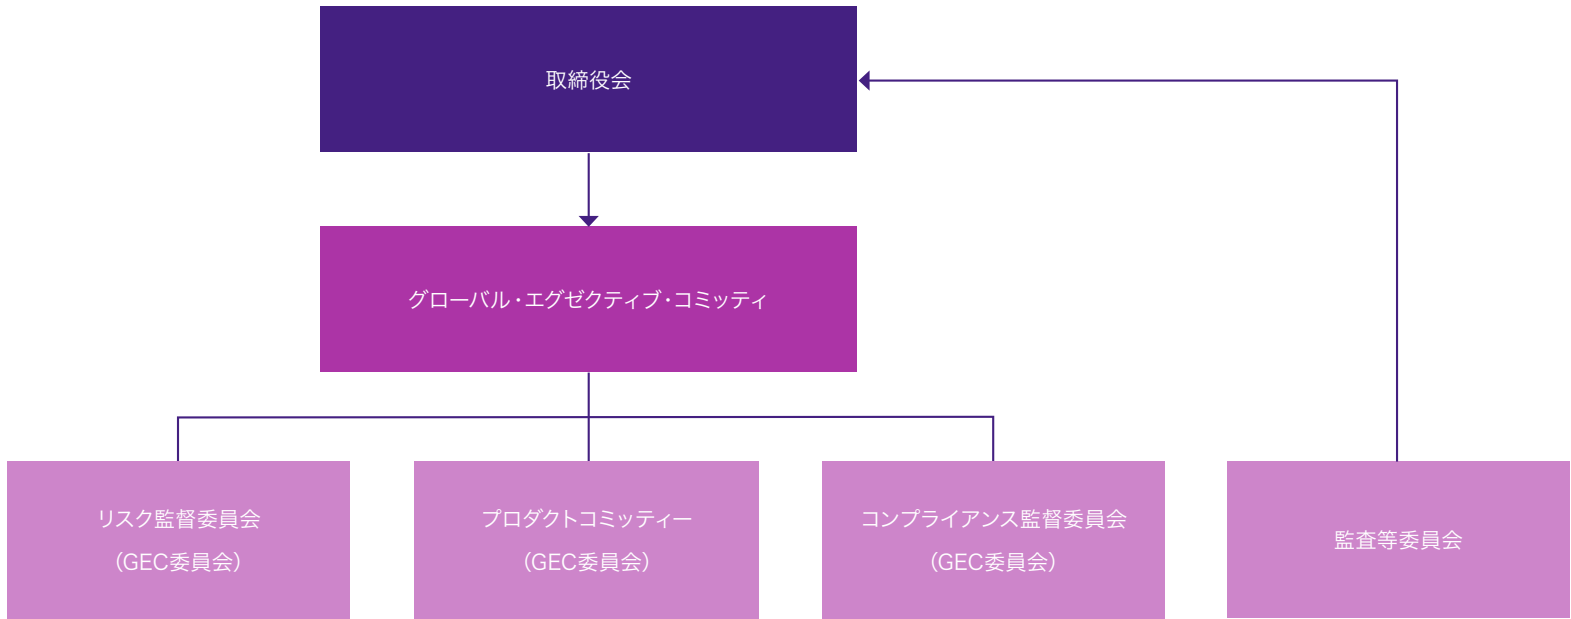 取締役会
グローバル・エグゼクティブ・コミッティ
リスク監督委員会
（GEC委員会）
プロダクトコミッティー
（GEC委員会）
コンプライアンス監督委員会
（GEC委員会）
監査等委員会